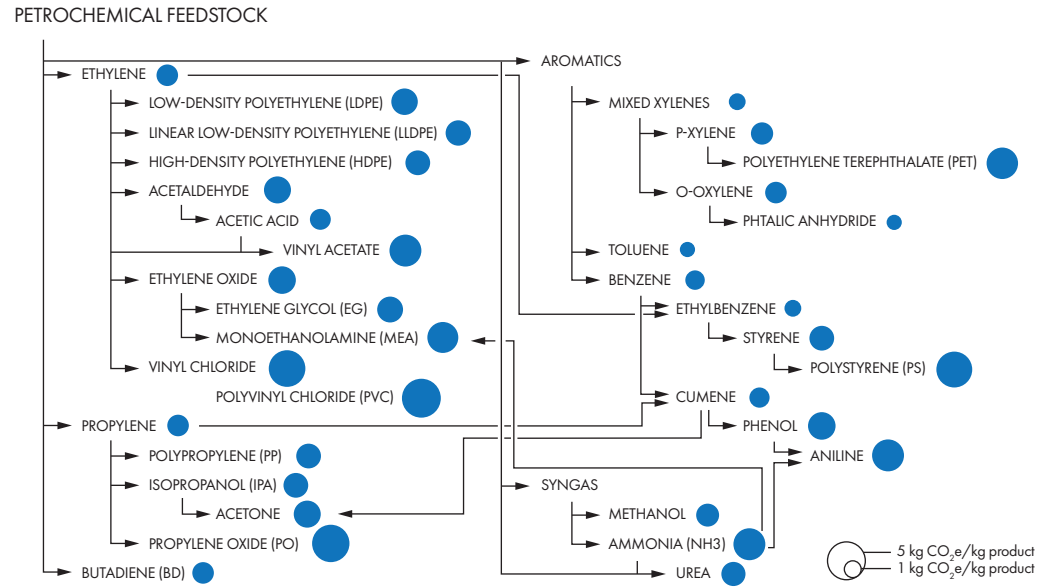 PETROCHEMICAL FEEDSTOCK
ETHYLENE
LOW-DENSITY POLYETHYLENE (LDPE)
LINEAR LOW-DENSITY POLYETHYLENE (LLDPE)
HIGH-DENSITY POLYETHYLENE (HDPE)
ACETALDEHYDE
ACETIC ACID
VINYL ACETATE
ETHYLENE OXIDE
ETHYLENE GLYCOL (EG)
MONOETHANOLAMINE (MEA)
VINYL CHLORIDE
POLYVINYL CHLORIDE (PVC)
PROPYLENE
POLYPROPYLENE (PP)
ISOPROPANOL (IPA)
ACETONE
PROPYLENE OXIDE (PO)
BUTADIENE (BD)
AROMATICS
MIXED XYLENES
P-XYLENE
POLYETHYLENE TEREPHTHALATE (PET)
O-OXYLENE
PHTALIC ANHYDRIDE
TOLUENE
BENZENE
ETHYLBENZENE
STYRENE
POLYSTYRENE (PS)
CUMENE
PHENOL
ANILINE
SYNGAS
METHANOL
AMMONIA (NH3)
UREA
5 kg CO₂e/kg product
1 kg CO₂e/kg product